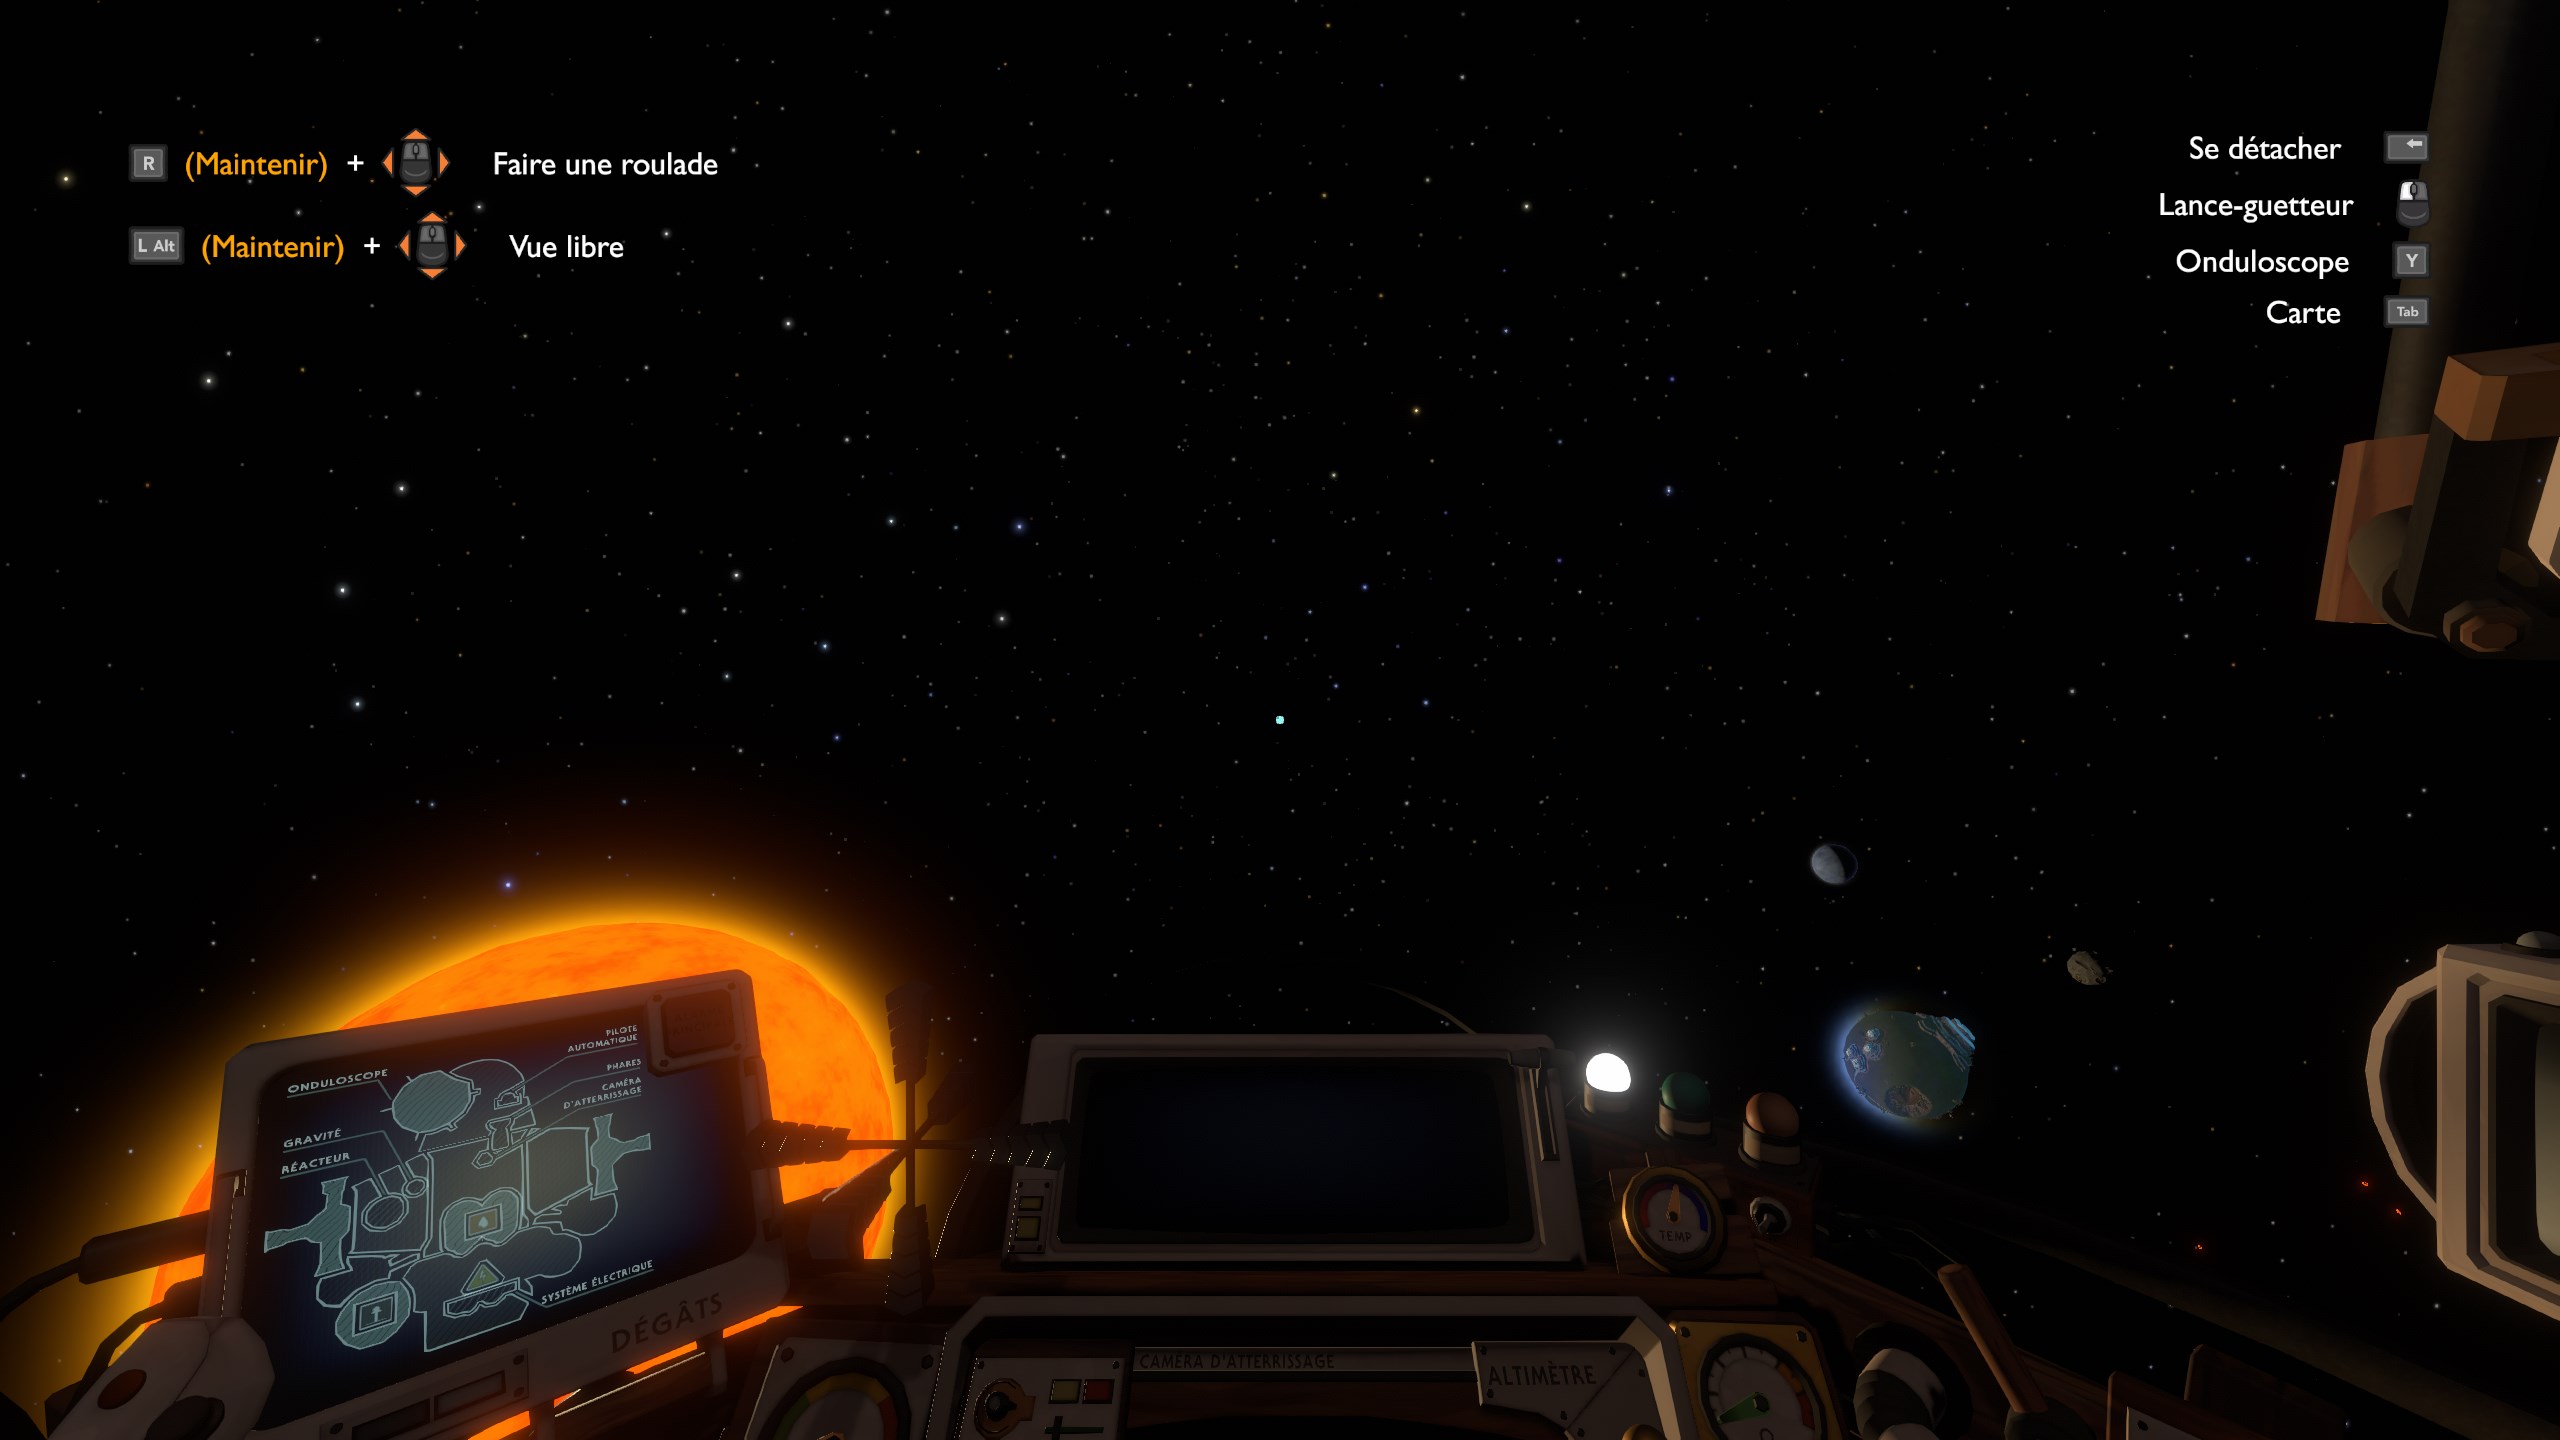 R (Maintenir) + Faire une roulade
L Alt (Maintenir) + Vue libre
Se détacher
Lance-guetteur
Onduloscope Y
Carte Tab
PILOTE
AUTOMATIQUE
PHARES
CAMÉRA
D'ATTERRISSAGE
ONDULOSCOPE
GRAVITÉ
RÉACTEUR
SYSTÈME ÉLECTRIQUE
DÉGÂTS
TEMP
CAMÉRA D'ATTERRISSAGE
ALTIMÈTRE
0